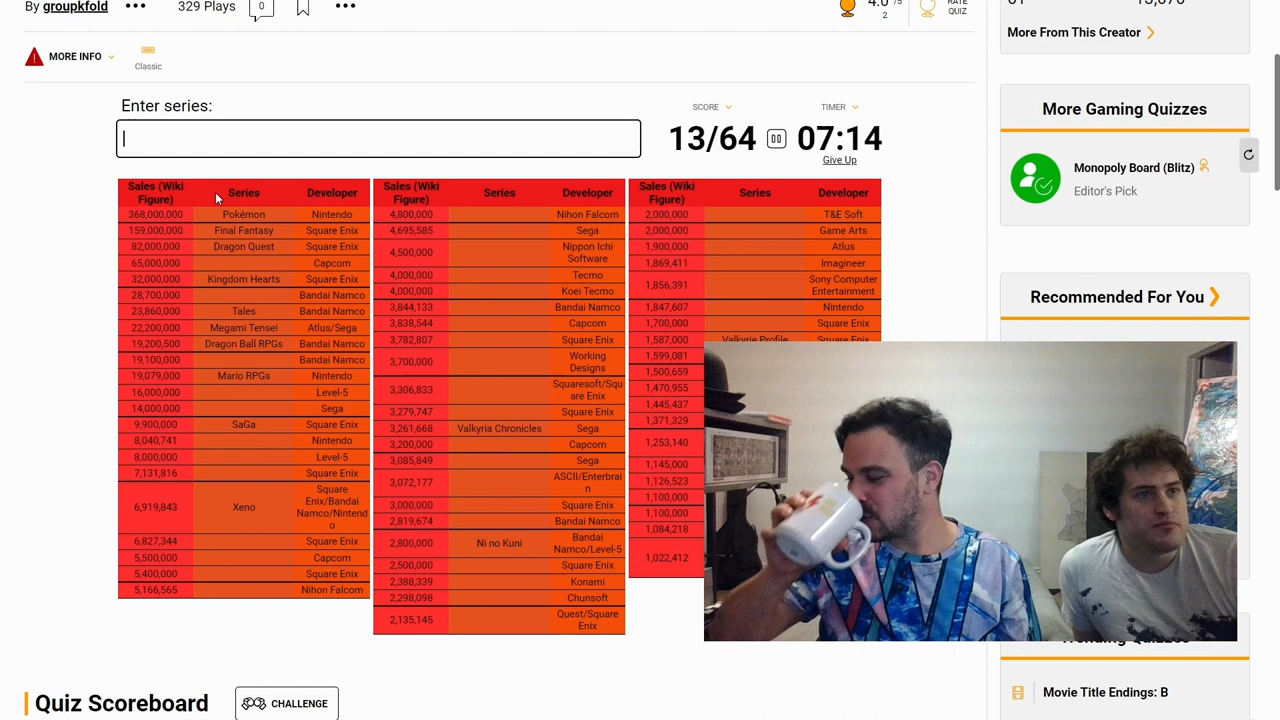 By groupkfold
329 Plays
0
4.0 /5
2
RATE
QUIZ
MORE INFO
Classic
Enter series:
SCORE
13/64
TIMER
07:14
Give Up
Sales (Wiki Figure) Series Developer
368,000,000 Pokémon Nintendo
159,000,000 Final Fantasy Square Enix
82,000,000 Dragon Quest Square Enix
65,000,000 Capcom
32,000,000 Kingdom Hearts Square Enix
28,700,000 Bandai Namco
23,860,000 Tales Bandai Namco
22,200,000 Megami Tensei Atlus/Sega
19,200,500 Dragon Ball RPGs Bandai Namco
19,100,000 Bandai Namco
19,079,000 Mario RPGs Nintendo
16,000,000 Level-5
14,000,000 Sega
9,900,000 SaGa Square Enix
8,040,741 Nintendo
8,000,000 Level-5
7,131,816 Square Enix
6,919,843 Xeno Square Enix/Bandai Namco/Nintendo
6,827,344 Square Enix
5,500,000 Capcom
5,400,000 Square Enix
5,166,565 Nihon Falcom
Sales (Wiki Figure) Series Developer
4,800,000 Nihon Falcom
4,695,585 Sega
4,500,000 Nippon Ichi Software
4,000,000 Tecmo
4,000,000 Koei Tecmo
3,844,133 Bandai Namco
3,838,544 Capcom
3,782,807 Square Enix
3,700,000 Working Designs
3,306,833 Squaresoft/Square Enix
3,279,747 Square Enix
3,261,668 Valkyria Chronicles Sega
3,200,000 Capcom
3,085,849 Sega
3,072,177 ASCII/Enterbrain
3,000,000 Square Enix
2,819,674 Bandai Namco
2,800,000 Ni no Kuni Bandai Namco/Level-5
2,500,000 Square Enix
2,388,339 Konami
2,298,098 Chunsoft
2,135,145 Quest/Square Enix
Sales (Wiki Figure) Series Developer
2,000,000 T&E Soft
2,000,000 Game Arts
1,900,000 Atlus
1,869,411 Imagineer
1,856,391 Sony Computer Entertainment
1,847,607 Nintendo
1,700,000 Square Enix
1,587,000 Valkyrie Profile Square Enix
1,599,081
1,500,659
1,470,955
1,445,437
1,371,329
1,253,140
1,145,000
1,126,523
1,100,000
1,100,000
1,084,218
1,022,412
More From This Creator
More Gaming Quizzes
Monopoly Board (Blitz)
Editor's Pick
Recommended For You
Movie Title Endings: B
Quiz Scoreboard
CHALLENGE